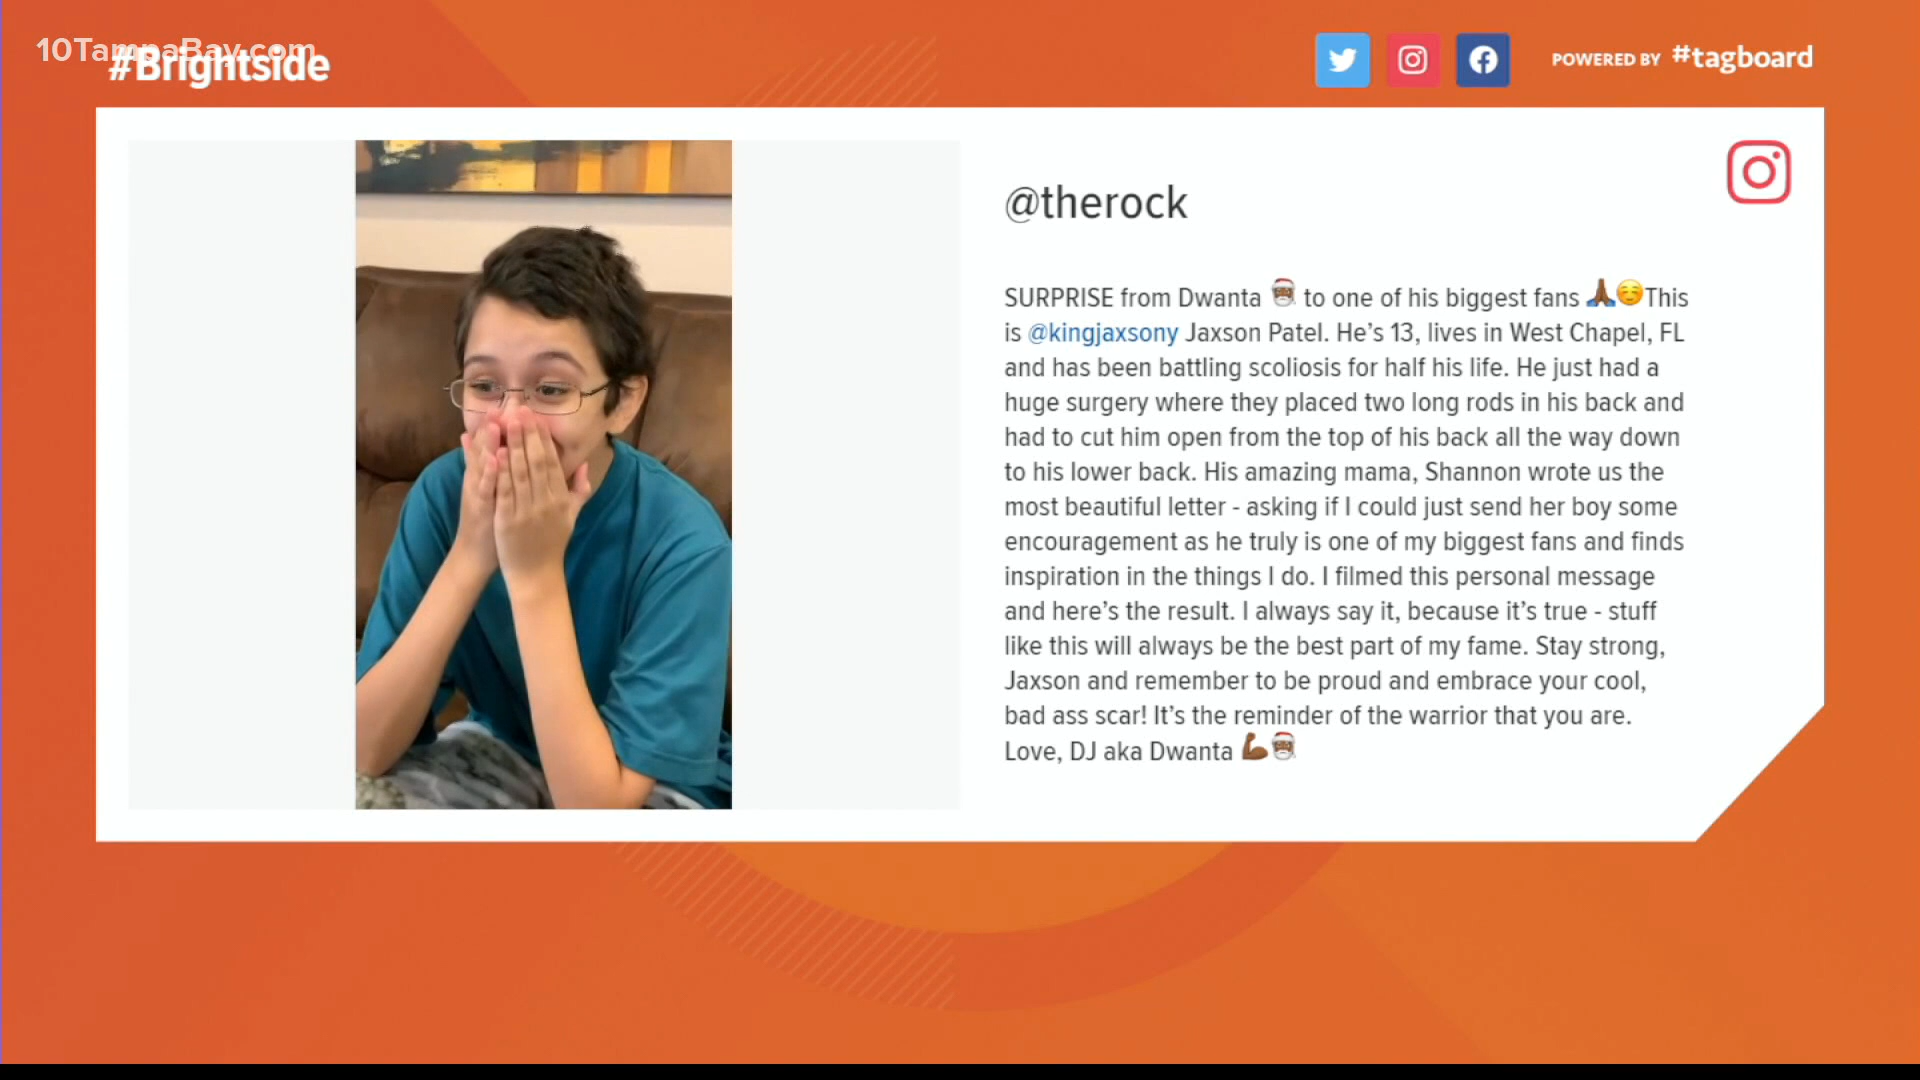 10TampaBay.com
#Brightside
POWERED BY #tagboard
@therock
SURPRISE from Dwanta 🎅🏾 to one of his biggest fans 🙏🏾☺️This
is @kingjaxsony Jaxson Patel. He’s 13, lives in West Chapel, FL
and has been battling scoliosis for half his life. He just had a
huge surgery where they placed two long rods in his back and
had to cut him open from the top of his back all the way down
to his lower back. His amazing mama, Shannon wrote us the
most beautiful letter - asking if I could just send her boy some
encouragement as he truly is one of my biggest fans and finds
inspiration in the things I do. I filmed this personal message
and here’s the result. I always say it, because it’s true - stuff
like this will always be the best part of my fame. Stay strong,
Jaxson and remember to be proud and embrace your cool,
bad ass scar! It’s the reminder of the warrior that you are.
Love, DJ aka Dwanta 💪🏾🎅🏾